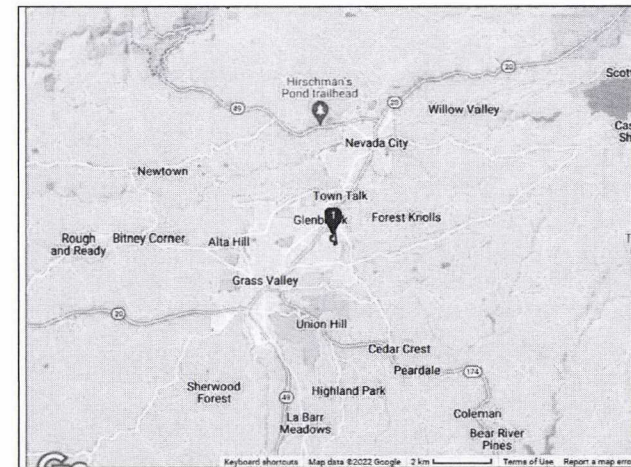 20
Hirschman's
Pond trailhead
49
20
Scott
Willow Valley
Cas
Sh
Nevada City
Newtown
Town Talk
1
Forest Knolls
Rough
and Ready
Bitney Corner
Alta Hill
Grass Valley
20
Union Hill
Cedar Crest
Peardale
174
Sherwood
Forest
49
Highland Park
La Barr
Meadows
Coleman
Bear River
Pines
Keyboard shortcuts Map data ©2022 Google 2 km Terms of Use Report a map erro